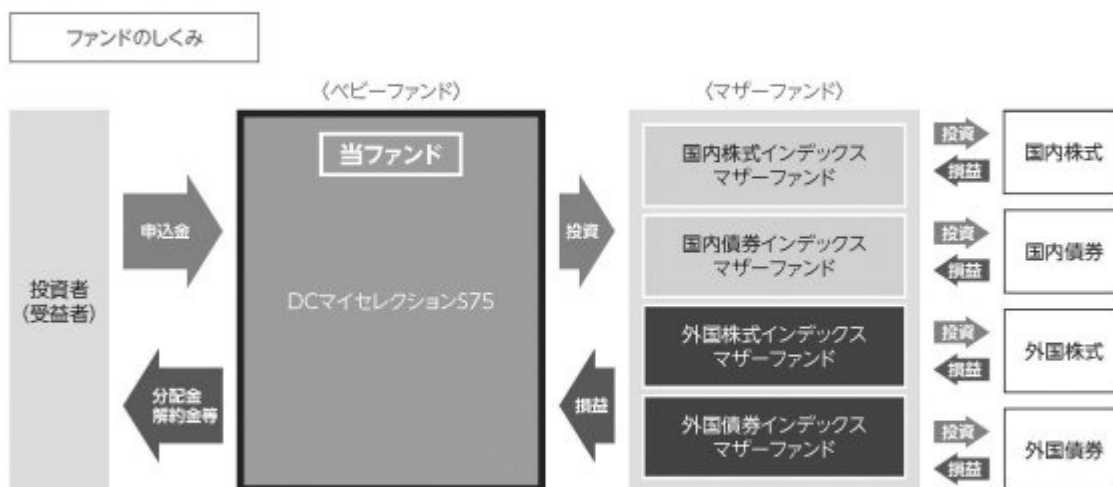 ファンドのしくみ
〈ベビーファンド〉
〈マザーファンド〉
投資者
(受益者)
申込金
分配金
解約金等
当ファンド
DCマイセレクションS75
投資
損益
国内株式インデックス
マザーファンド
国内債券インデックス
マザーファンド
外国株式インデックス
マザーファンド
外国債券インデックス
マザーファンド
投資
損益
国内株式
投資
損益
国内債券
投資
損益
外国株式
投資
損益
外国債券